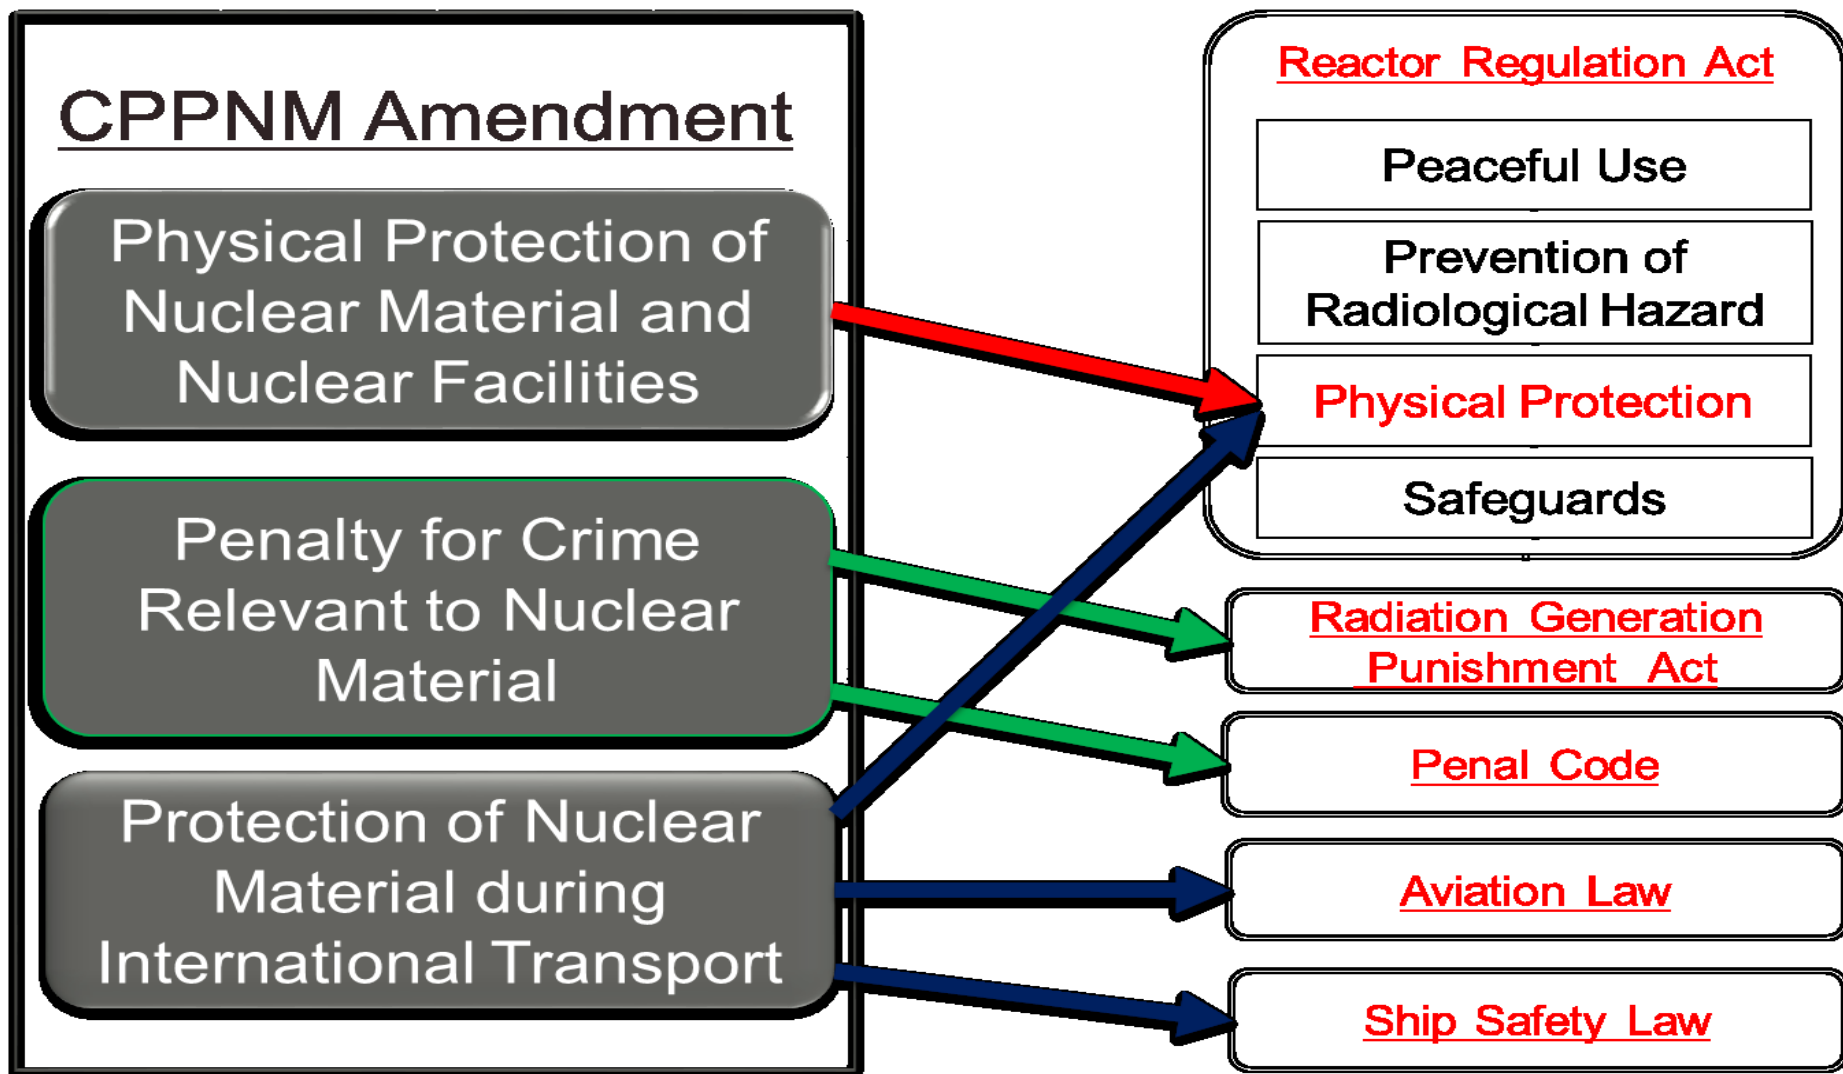 CPPNM Amendment
Physical Protection of
Nuclear Material and
Nuclear Facilities
Penalty for Crime
Relevant to Nuclear
Material
Protection of Nuclear
Material during
International Transport
Reactor Regulation Act
Peaceful Use
Prevention of
Radiological Hazard
Physical Protection
Safeguards
Radiation Generation
Punishment Act
Penal Code
Aviation Law
Ship Safety Law